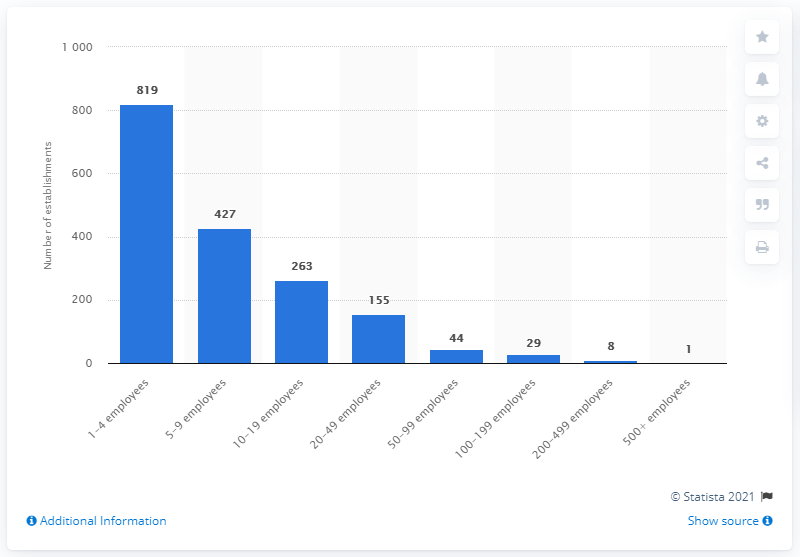 1 000
800
600
400
200
0
Number of establishments
819
427
263
155
44
29
8
1
1–4 employees
5–9 employees
10–19 employees
20–49 employees
50–99 employees
100–199 employees
200–499 employees
500+ employees
© Statista 2021
Additional Information
Show source